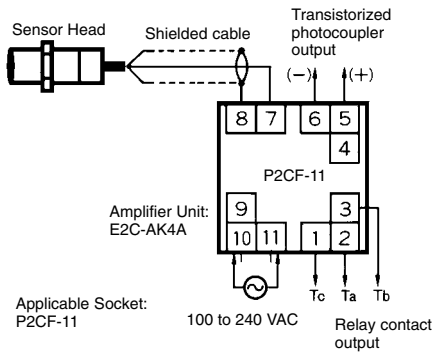 Sensor Head
Shielded cable
Transistorized
photocoupler
output
(−)
(+)
8
7
6
5
4
P2CF-11
Amplifier Unit:
E2C-AK4A
9
3
10
11
1
2
Tc
Ta
Tb
Applicable Socket:
P2CF-11
100 to 240 VAC
Relay contact
output